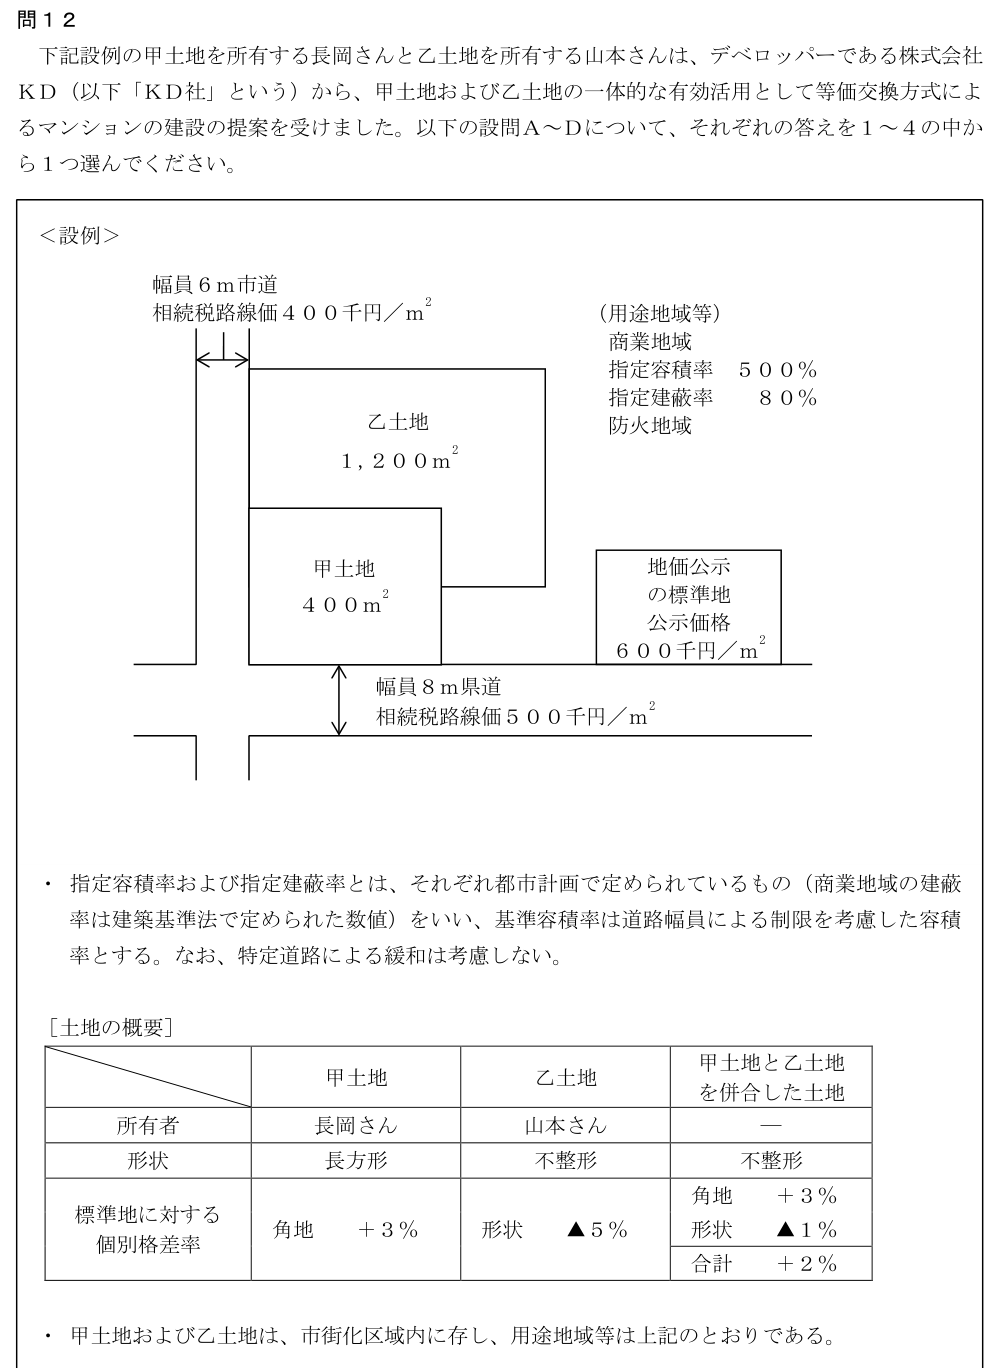 問１２
下記設例の甲土地を所有する長岡さんと乙土地を所有する山本さんは、デベロッパーである株式会社
ＫＤ（以下「ＫＤ社」という）から、甲土地および乙土地の一体的な有効活用として等価交換方式によ
るマンションの建設の提案を受けました。以下の設問Ａ～Ｄについて、それぞれの答えを１～４の中か
ら１つ選んでください。
＜設例＞
幅員６ｍ市道
相続税路線価４００千円／㎡
（用途地域等）
商業地域
指定容積率　５００％
指定建蔽率　８０％
防火地域
乙土地
１，２００㎡
甲土地
４００㎡
地価公示
の標準地
公示価格
６００千円／㎡
幅員８ｍ県道
相続税路線価５００千円／㎡
・ 指定容積率および指定建蔽率とは、それぞれ都市計画で定められているもの（商業地域の建蔽
率は建築基準法で定められた数値）をいい、基準容積率は道路幅員による制限を考慮した容積
率とする。なお、特定道路による緩和は考慮しない。
［土地の概要］
甲土地　乙土地　甲土地と乙土地
を併合した土地
所有者　長岡さん　山本さん　―
形状　長方形　不整形　不整形
標準地に対する
個別格差率
角地　＋３％
形状　▲５％
角地　＋３％
形状　▲１％
合計　＋２％
・ 甲土地および乙土地は、市街化区域内に存し、用途地域等は上記のとおりである。